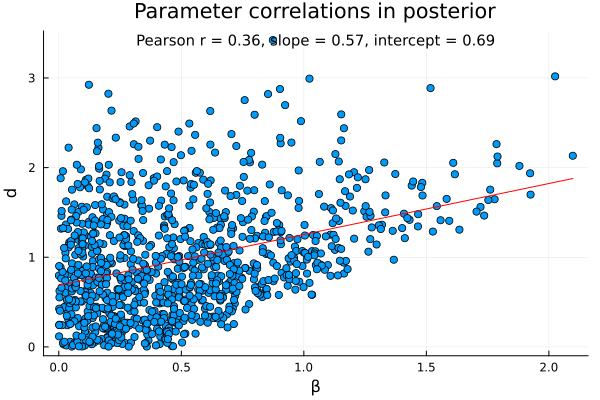 Parameter correlations in posterior
Pearson r = 0.36, slope = 0.57, intercept = 0.69
3
2
d
1
0
0.0 0.5 1.0 1.5 2.0
β